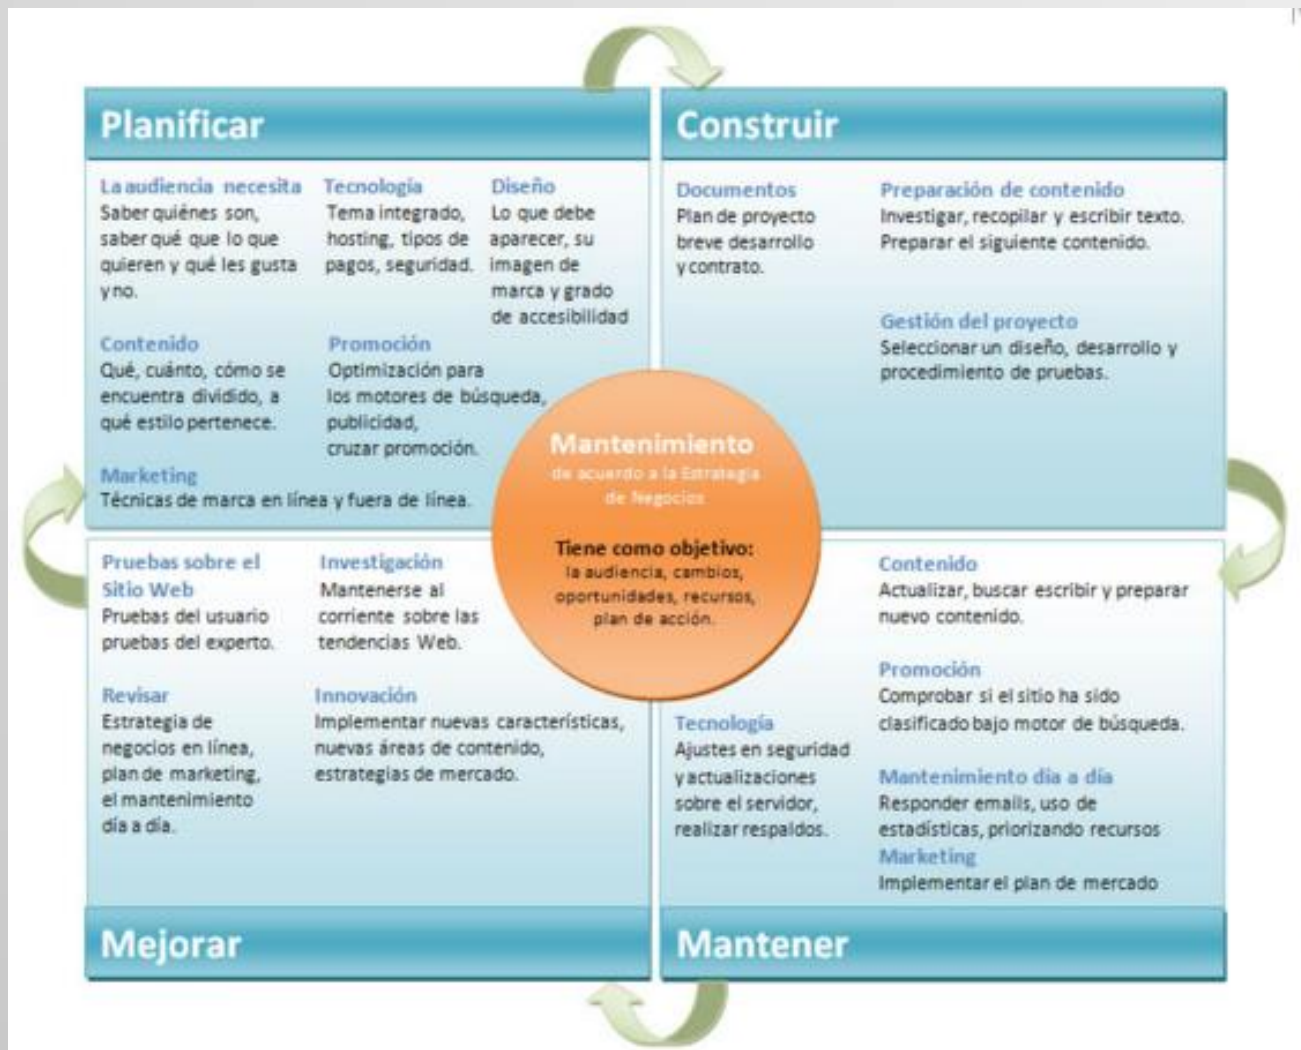 Planificar
La audiencia necesita
Saber quiénes son,
saber qué que lo que
quieren y qué les gusta
y no.
Tecnología
Tema integrado,
hosting, tipos de
pagos, seguridad.
Diseño
Lo que debe
aparecer, su
imagen de
marca y grado
de accesibilidad
Contenido
Qué, cuánto, cómo se
encuentra dividido, a
qué estilo pertenece.
Promoción
Optimización para
los motores de búsqueda,
publicidad,
cruzar promoción.
Marketing
Técnicas de marca en línea y fuera de línea.
Construir
Documentos
Plan de proyecto
breve desarrollo
y contrato.
Preparación de contenido
Investigar, recopilar y escribir texto.
Preparar el siguiente contenido.
Gestión del proyecto
Seleccionar un diseño, desarrollo y
procedimiento de pruebas.
Mantenimiento
de acuerdo a la Estrategia
de Negocios
Tiene como objetivo:
la audiencia, cambios,
oportunidades, recursos,
plan de acción.
Pruebas sobre el
Sitio Web
Pruebas del usuario
pruebas del experto.
Investigación
Mantenerse al
corriente sobre las
tendencias Web.
Revisar
Estrategia de
negocios en línea,
plan de marketing,
el mantenimiento
día a día.
Innovación
Implementar nuevas características,
nuevas áreas de contenido,
estrategias de mercado.
Mejorar
Tecnología
Ajustes en seguridad
y actualizaciones
sobre el servidor,
realizar respaldos.
Contenido
Actualizar, buscar escribir y preparar
nuevo contenido.
Promoción
Comprobar si el sitio ha sido
clasificado bajo motor de búsqueda.
Mantenimiento día a día
Responder emails, uso de
estadísticas, priorizando recursos
Marketing
Implementar el plan de mercado
Mantener